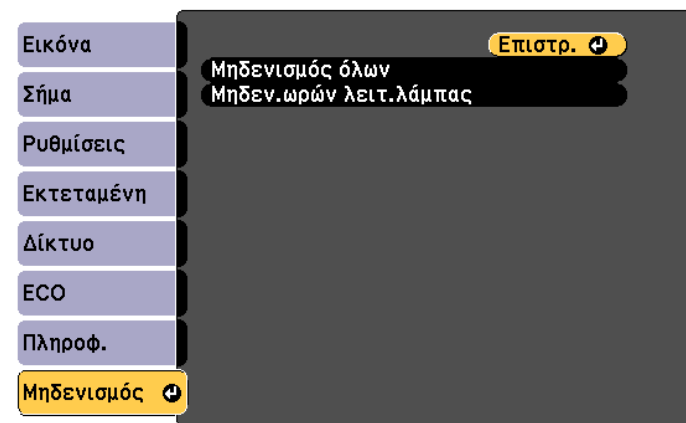 Εικόνα
Σήμα
Ρυθμίσεις
Εκτεταμένη
Δίκτυο
ECO
Πληροφ.
Μηδενισμός
Επιστρ.
Μηδενισμός όλων
Μηδεν.ωρών λειτ.λάμπας